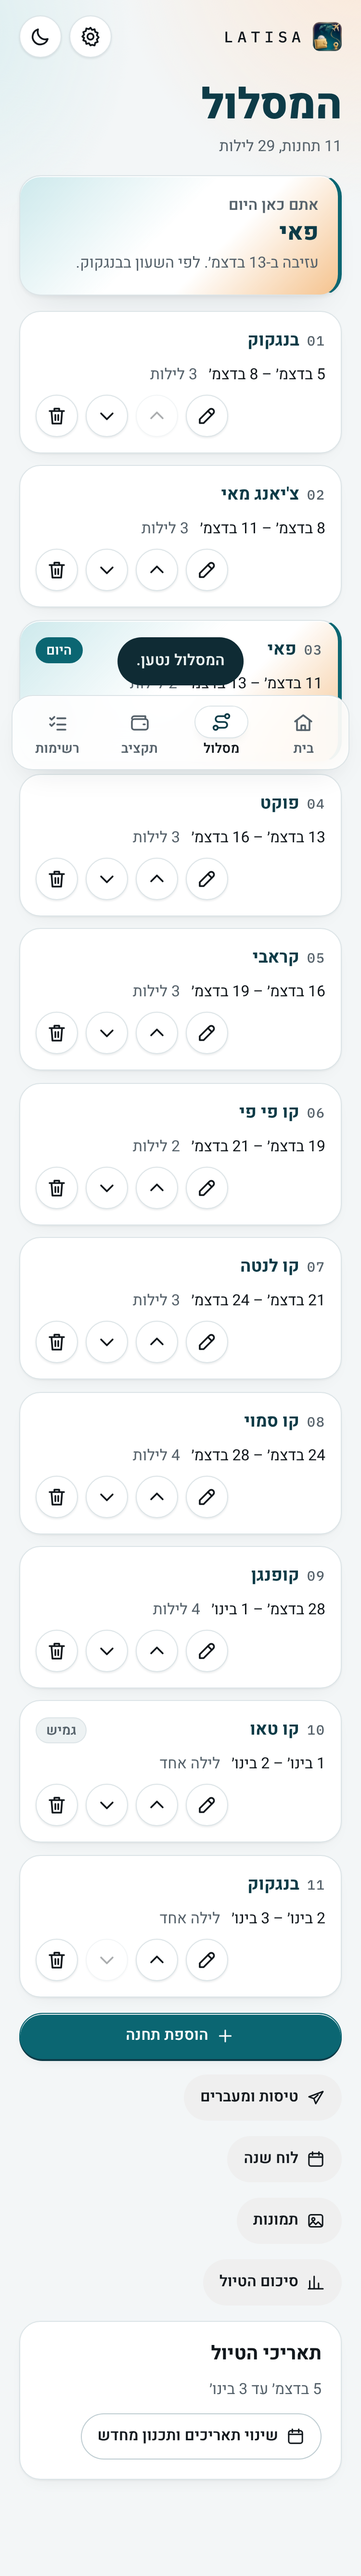 LATISA
המסלול
11 תחנות, 29 לילות
אתם כאן היום
פאי
עזיבה ב-13 בדצמ׳. לפי השעון בבנגקוק.
01 בנגקוק
5 בדצמ׳ – 8 בדצמ׳ 3 לילות
02 צ'יאנג מאי
8 בדצמ׳ – 11 בדצמ׳ 3 לילות
03 פאי היום
המסלול נטען.
11 בדצמ׳ – 13 בדצמ׳ 2 לילות
בית מסלול תקציב רשימות
04 פוקט
13 בדצמ׳ – 16 בדצמ׳ 3 לילות
05 קראבי
16 בדצמ׳ – 19 בדצמ׳ 3 לילות
06 קו פי פי
19 בדצמ׳ – 21 בדצמ׳ 2 לילות
07 קו לנטה
21 בדצמ׳ – 24 בדצמ׳ 3 לילות
08 קו סמוי
24 בדצמ׳ – 28 בדצמ׳ 4 לילות
09 קופנגן
28 בדצמ׳ – 1 בינו׳ 4 לילות
10 קו טאו גמיש
1 בינו׳ – 2 בינו׳ לילה אחד
11 בנגקוק
2 בינו׳ – 3 בינו׳ לילה אחד
הוספת תחנה
טיסות ומעברים
לוח שנה
תמונות
סיכום הטיול
תאריכי הטיול
5 בדצמ׳ עד 3 בינו׳
שינוי תאריכים ותכנון מחדש